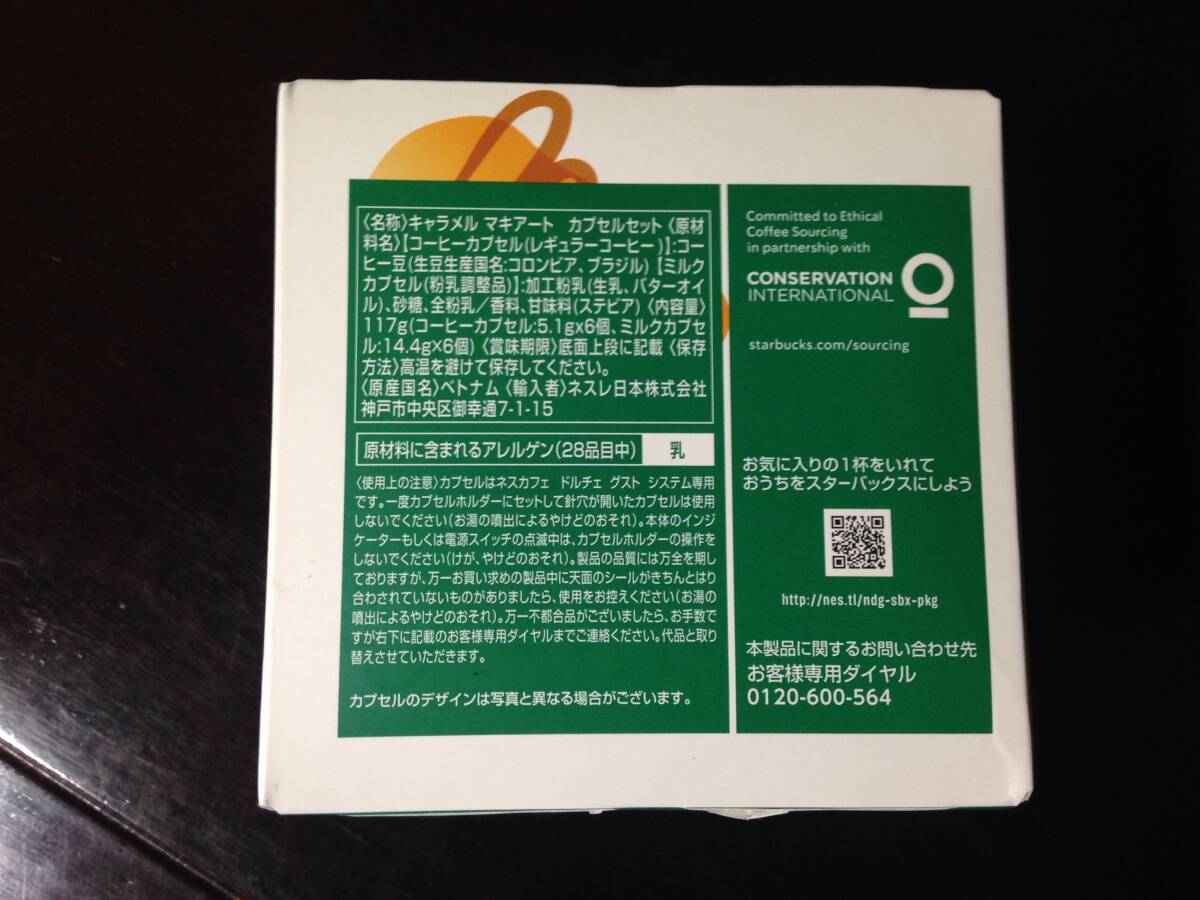 〈名称〉キャラメル マキアート　カプセルセット〈原材
料名〉【コーヒーカプセル(レギュラーコーヒー)】:コー
ヒー豆(生豆生産国名:コロンビア、ブラジル)【ミルク
カプセル(粉乳調整品)】:加工粉乳(生乳、バターオイ
ル)、砂糖、全粉乳／香料、甘味料(ステビア)〈内容量〉
117g(コーヒーカプセル:5.1gx6個、ミルクカプセ
ル:14.4g×6個)〈賞味期限〉底面上段に記載〈保存
方法〉高温を避けて保存してください。
〈原産国名〉ベトナム〈輸入者〉ネスレ日本株式会社
神戸市中央区御幸通7-1-15
原材料に含まれるアレルゲン(28品目中) 乳
〈使用上の注意〉カプセルはネスカフェ　ドルチェ グスト システム専用
です。一度カプセルホルダーにセットして針穴が開いたカプセルは使用
しないでください(お湯の噴出によるやけどのおそれ)。本体のインジ
ケーターもしくは電源スイッチの点滅中は、カプセルホルダーの操作を
しないでください(けが、やけどのおそれ)。製品の品質には万全を期し
ておりますが、万一お買い求めの製品中に天面のシールがきちんとはり
合わされていないものがありましたら、使用をお控えください(お湯の
噴出によるやけどのおそれ)。万一不都合品がございましたら、お手数で
すが右下に記載のお客様専用ダイヤルまでご連絡ください。代品と取り
替えさせていただきます。
カプセルのデザインは写真と異なる場合がございます。
Committed to Ethical
Coffee Sourcing
in partnership with
CONSERVATION
INTERNATIONAL
starbucks.com/sourcing
お気に入りの1杯をいれて
おうちをスターバックスにしよう
http://nes.tl/ndg-sbx-pkg
本製品に関するお問い合わせ先
お客様専用ダイヤル
0120-600-564